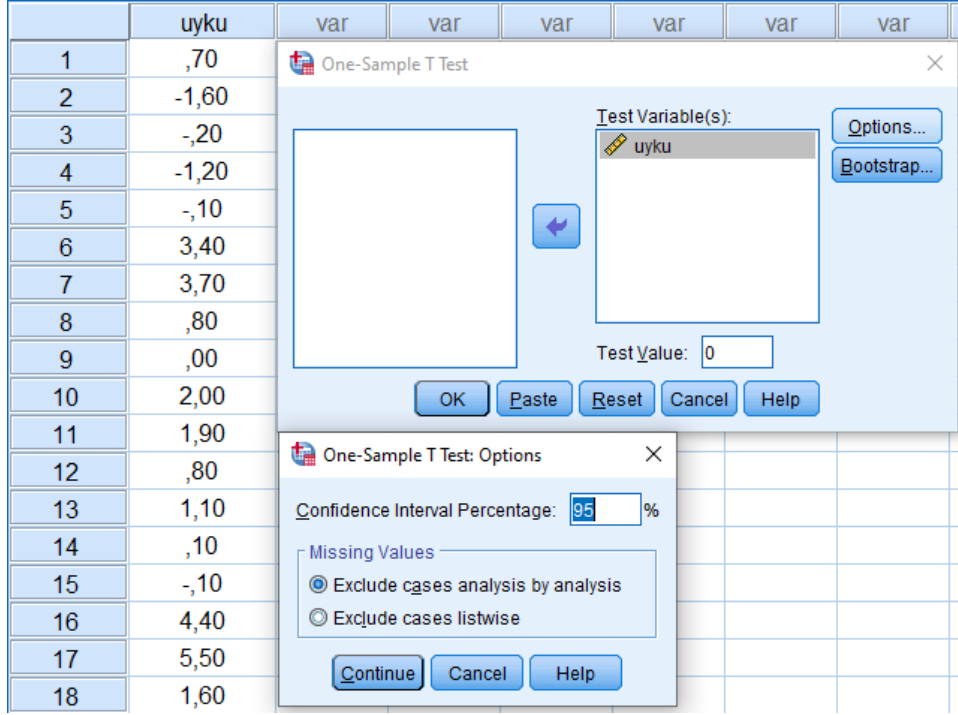 uyku var var var var var var
1 ,70
2 -1,60
3 -,20
4 -1,20
5 -,10
6 3,40
7 3,70
8 ,80
9 ,00
10 2,00
11 1,90
12 ,80
13 1,10
14 ,10
15 -,10
16 4,40
17 5,50
18 1,60
One-Sample T Test
Test Variable(s):
uyku
Options...
Bootstrap...
Test Value: 0
OK Paste Reset Cancel Help
One-Sample T Test: Options
Confidence Interval Percentage: 95 %
Missing Values
Exclude cases analysis by analysis
Exclude cases listwise
Continue Cancel Help